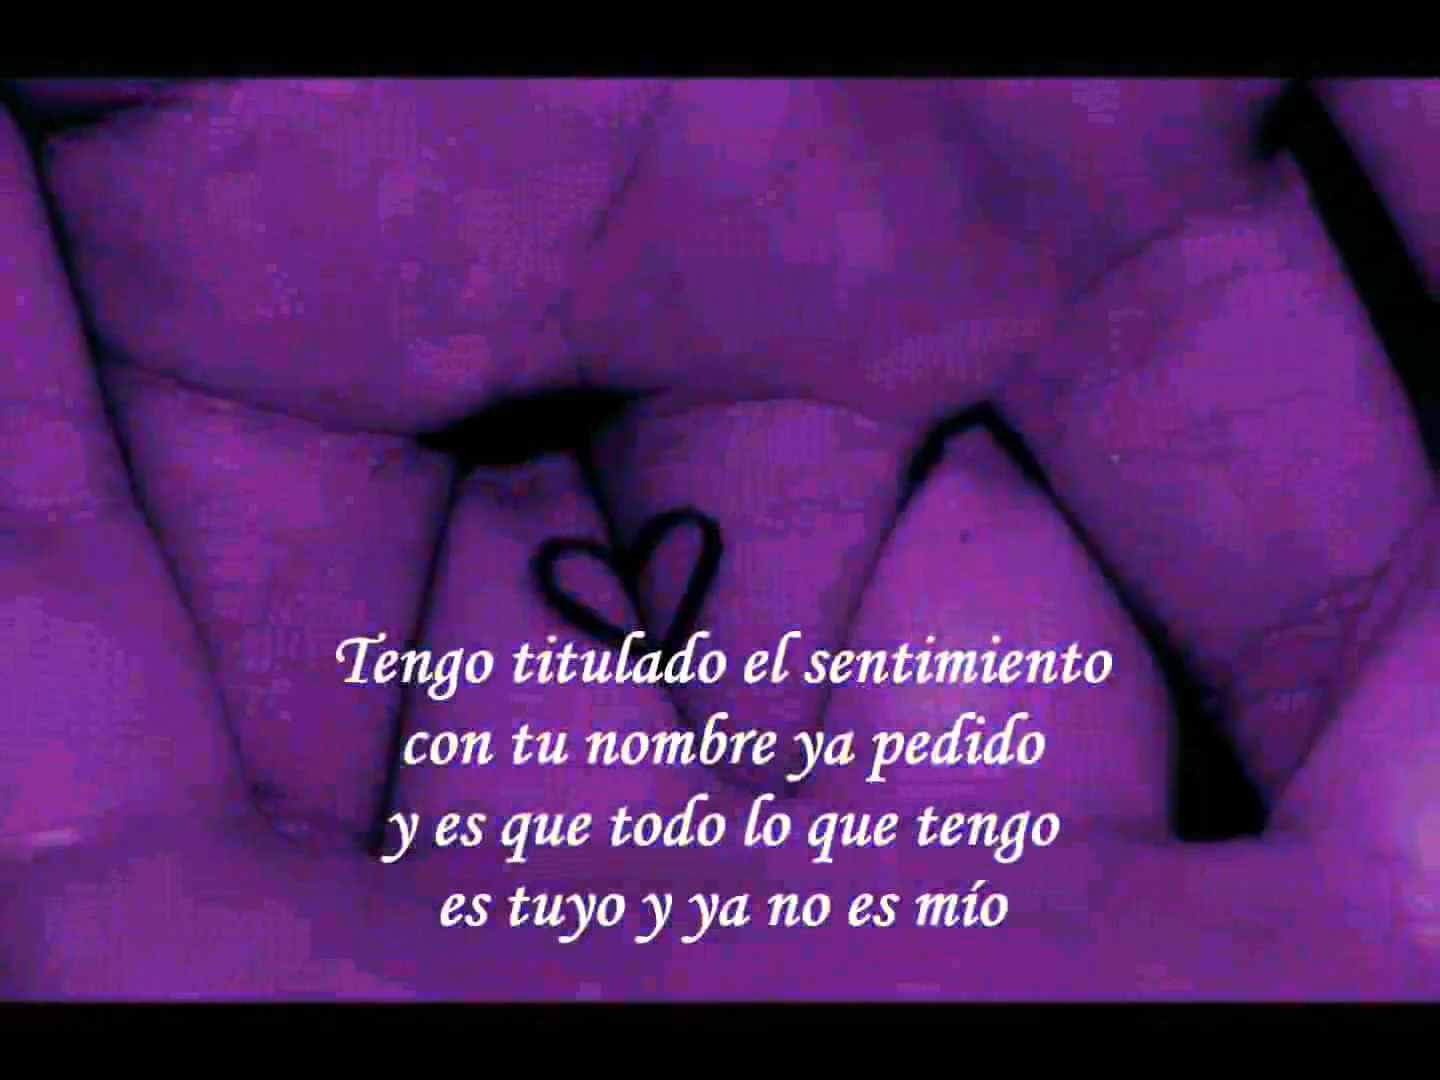 Tengo titulado el sentimiento
con tu nombre ya pedido
y es que todo lo que tengo
es tuyo y ya no es mío